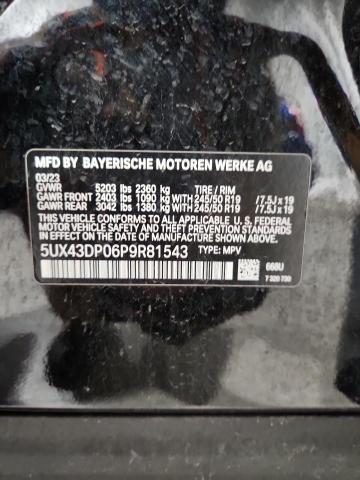 MFD BY BAYERISCHE MOTOREN WERKE AG
03/23
GVWR 5203 lbs 2360 kg TIRE / RIM
GAWR FRONT 2403 lbs 1090 kg WITH 245/50 R19 /7.5J x 19
GAWR REAR 3042 lbs 1380 kg WITH 245/50 R19 /7.5J x 19
THIS VEHICLE CONFORMS TO ALL APPLICABLE U. S. FEDERAL
MOTOR VEHICLE SAFETY AND THEFT PREVENTION STANDARDS
IN EFFECT ON THE DATE OF MANUFACTURE SHOWN ABOVE.
5UX43DP06P9R81543 TYPE: MPV
668U
7 320 720